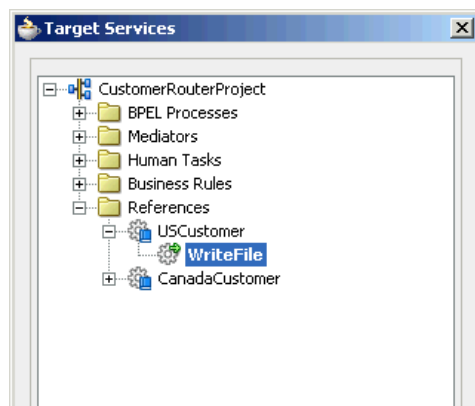 Target Services
CustomerRouterProject
BPEL Processes
Mediators
Human Tasks
Business Rules
References
USCustomer
WriteFile
CanadaCustomer